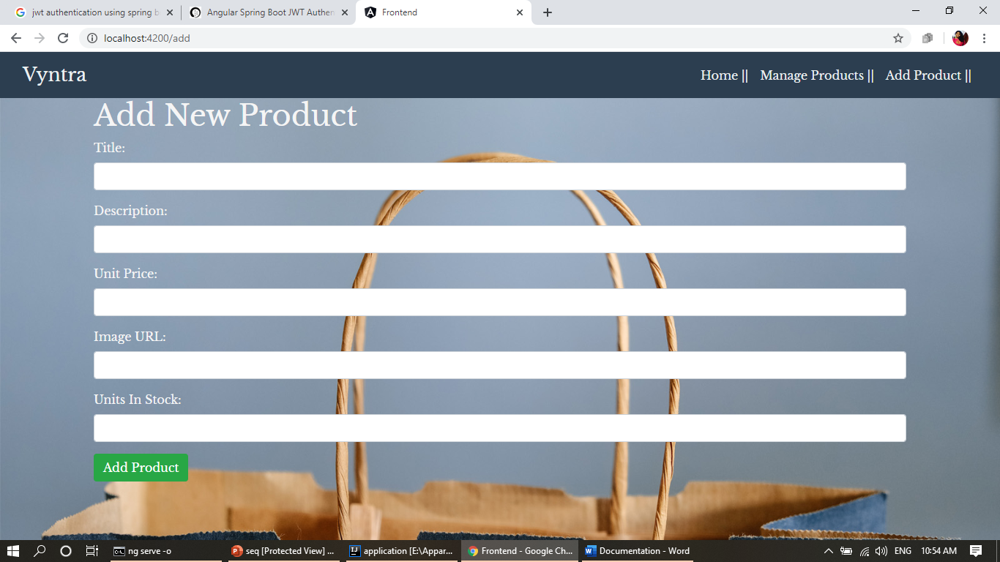 jwt authentication using spring b
Angular Spring Boot JWT Authen
Frontend
localhost:4200/add
Vyntra
Home || Manage Products || Add Product ||
Add New Product
Title:
Description:
Unit Price:
Image URL:
Units In Stock:
Add Product
ng serve -o
seq [Protected View] ...
application [E:\Appar...
Frontend - Google Ch...
Documentation - Word
ENG
10:54 AM